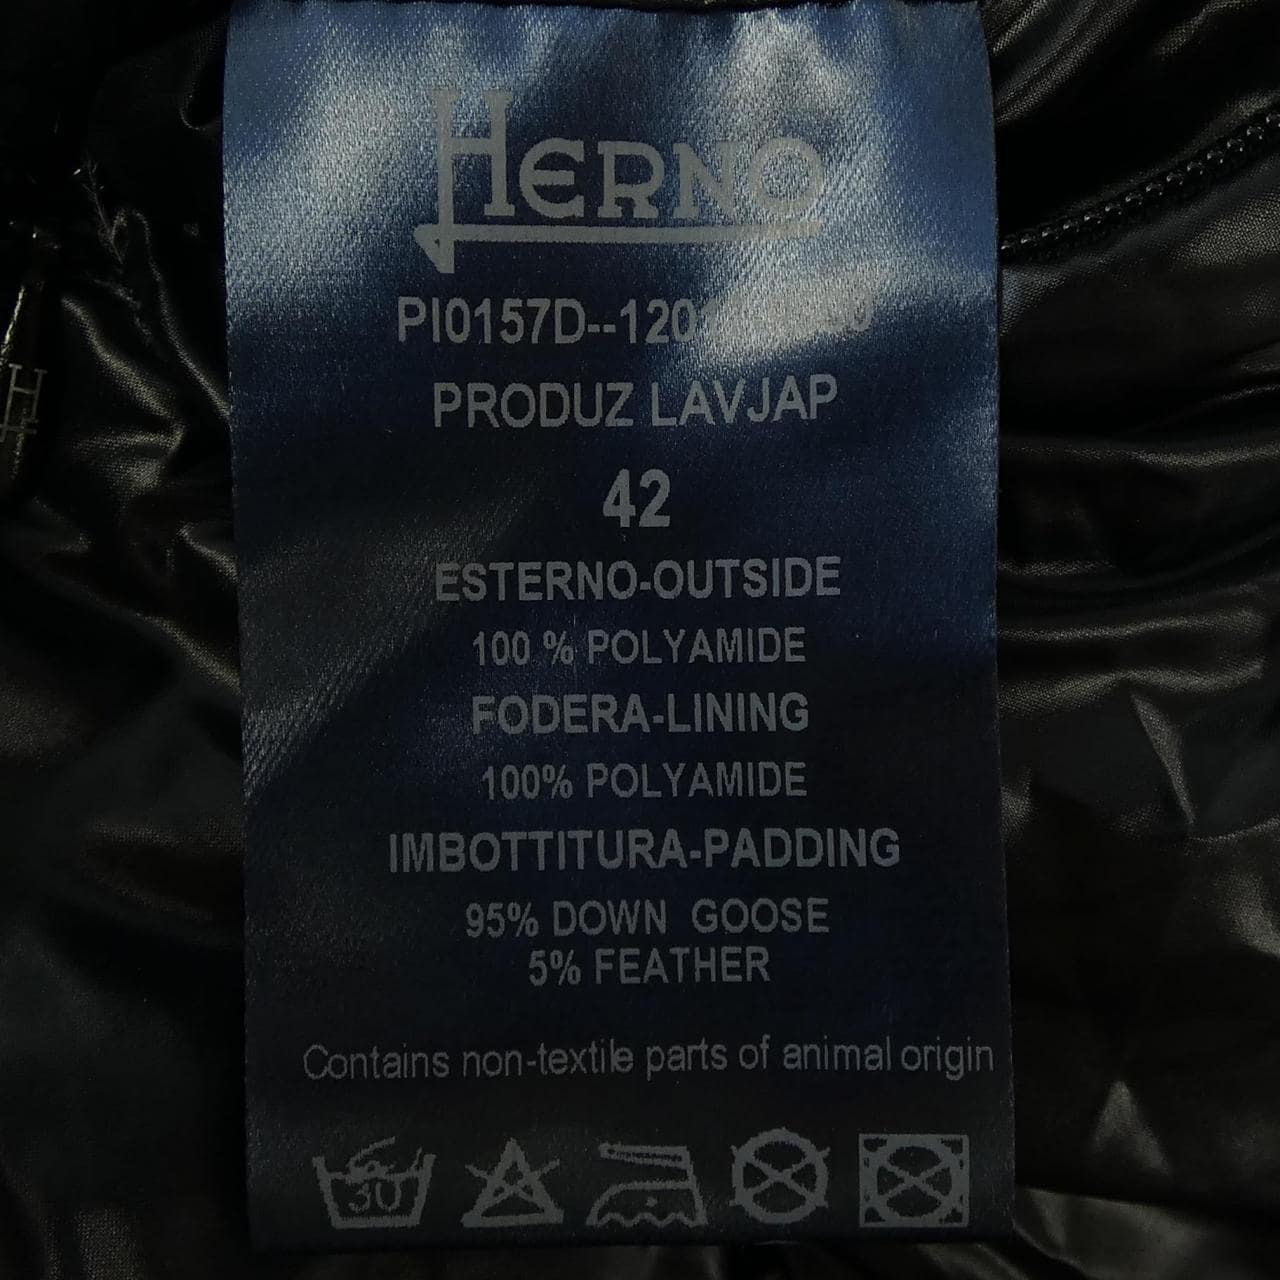 HERNO
PI0157D--1201
PRODUZ LAVJAP
42
ESTERNO-OUTSIDE
100 % POLYAMIDE
FODERA-LINING
100% POLYAMIDE
IMBOTTITURA-PADDING
95% DOWN GOOSE
5% FEATHER
Contains non-textile parts of animal origin
30